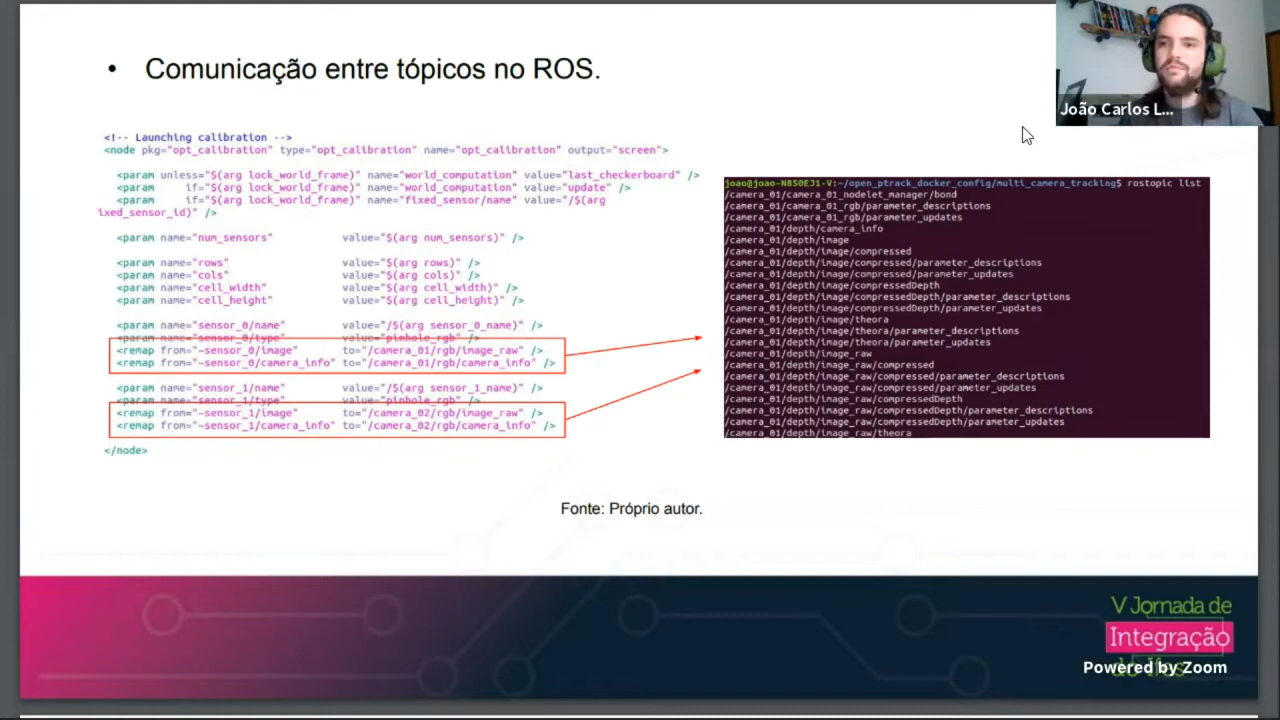 • Comunicação entre tópicos no ROS.
João Carlos L...
<!-- Launching calibration -->
<node pkg="opt_calibration" type="opt_calibration" name="opt_calibration" output="screen">
<param unless="$(arg lock_world_frame)" name="world_computation" value="last_checkerboard" />
<param if="$(arg lock_world_frame)" name="world_computation" value="update" />
<param if="$(arg lock_world_frame)" name="fixed_sensor/name" value="/$(arg
ixed_sensor_id)" />
<param name="num_sensors" value="$(arg num_sensors)" />
<param name="rows" value="$(arg rows)" />
<param name="cols" value="$(arg cols)" />
<param name="cell_width" value="$(arg cell_width)" />
<param name="cell_height" value="$(arg cell_height)" />
<param name="sensor_0/name" value="/$(arg sensor_0_name)" />
<param name="sensor_0/type" value="pinhole_rgb" />
<remap from="~sensor_0/image" to="/camera_01/rgb/image_raw" />
<remap from="~sensor_0/camera_info" to="/camera_01/rgb/camera_info" />
<param name="sensor_1/name" value="/$(arg sensor_1_name)" />
<param name="sensor_1/type" value="pinhole_rgb" />
<remap from="~sensor_1/image" to="/camera_02/rgb/image_raw" />
<remap from="~sensor_1/camera_info" to="/camera_02/rgb/camera_info" />
</node>
joao@joao-N8S0EJ1-V:~/open_ptrack_docker_config/multi_camera_tracking$ rostopic list
/camera_01/camera_01_nodelet_manager/bond
/camera_01/camera_01_rgb/parameter_descriptions
/camera_01/camera_01_rgb/parameter_updates
/camera_01/depth/camera_info
/camera_01/depth/image
/camera_01/depth/image/compressed
/camera_01/depth/image/compressed/parameter_descriptions
/camera_01/depth/image/compressed/parameter_updates
/camera_01/depth/image/compressedDepth
/camera_01/depth/image/compressedDepth/parameter_descriptions
/camera_01/depth/image/compressedDepth/parameter_updates
/camera_01/depth/image/theora
/camera_01/depth/image/theora/parameter_descriptions
/camera_01/depth/image/theora/parameter_updates
/camera_01/depth/image_raw
/camera_01/depth/image_raw/compressed
/camera_01/depth/image_raw/compressed/parameter_descriptions
/camera_01/depth/image_raw/compressed/parameter_updates
/camera_01/depth/image_raw/compressedDepth
/camera_01/depth/image_raw/compressedDepth/parameter_descriptions
/camera_01/depth/image_raw/compressedDepth/parameter_updates
/camera_01/depth/image_raw/theora
Fonte: Próprio autor.
V Jornada de
Integração
Powered by Zoom